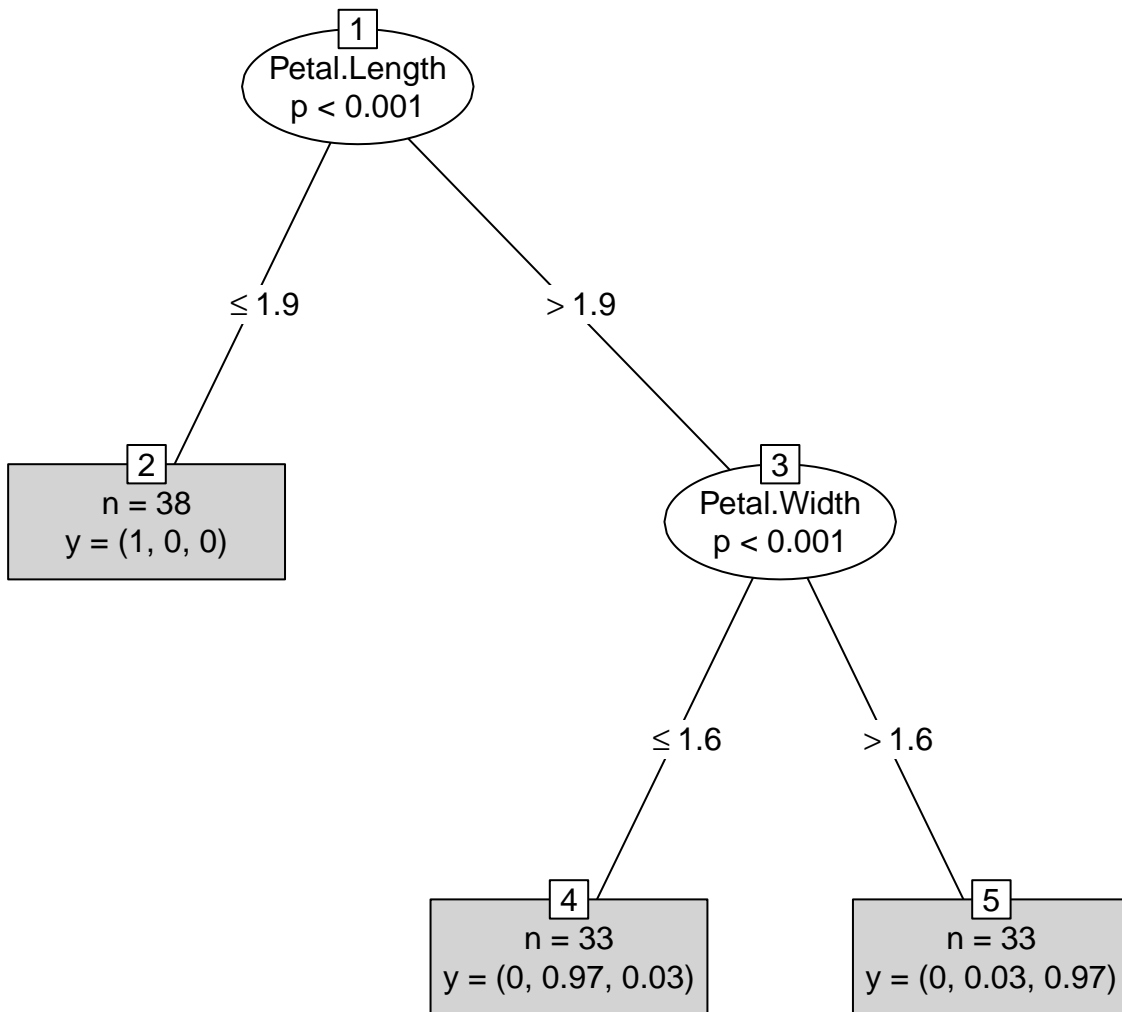 1
Petal.Length
p < 0.001
≤ 1.9
> 1.9
2
n = 38
y = (1, 0, 0)
3
Petal.Width
p < 0.001
≤ 1.6
> 1.6
4
n = 33
y = (0, 0.97, 0.03)
5
n = 33
y = (0, 0.03, 0.97)